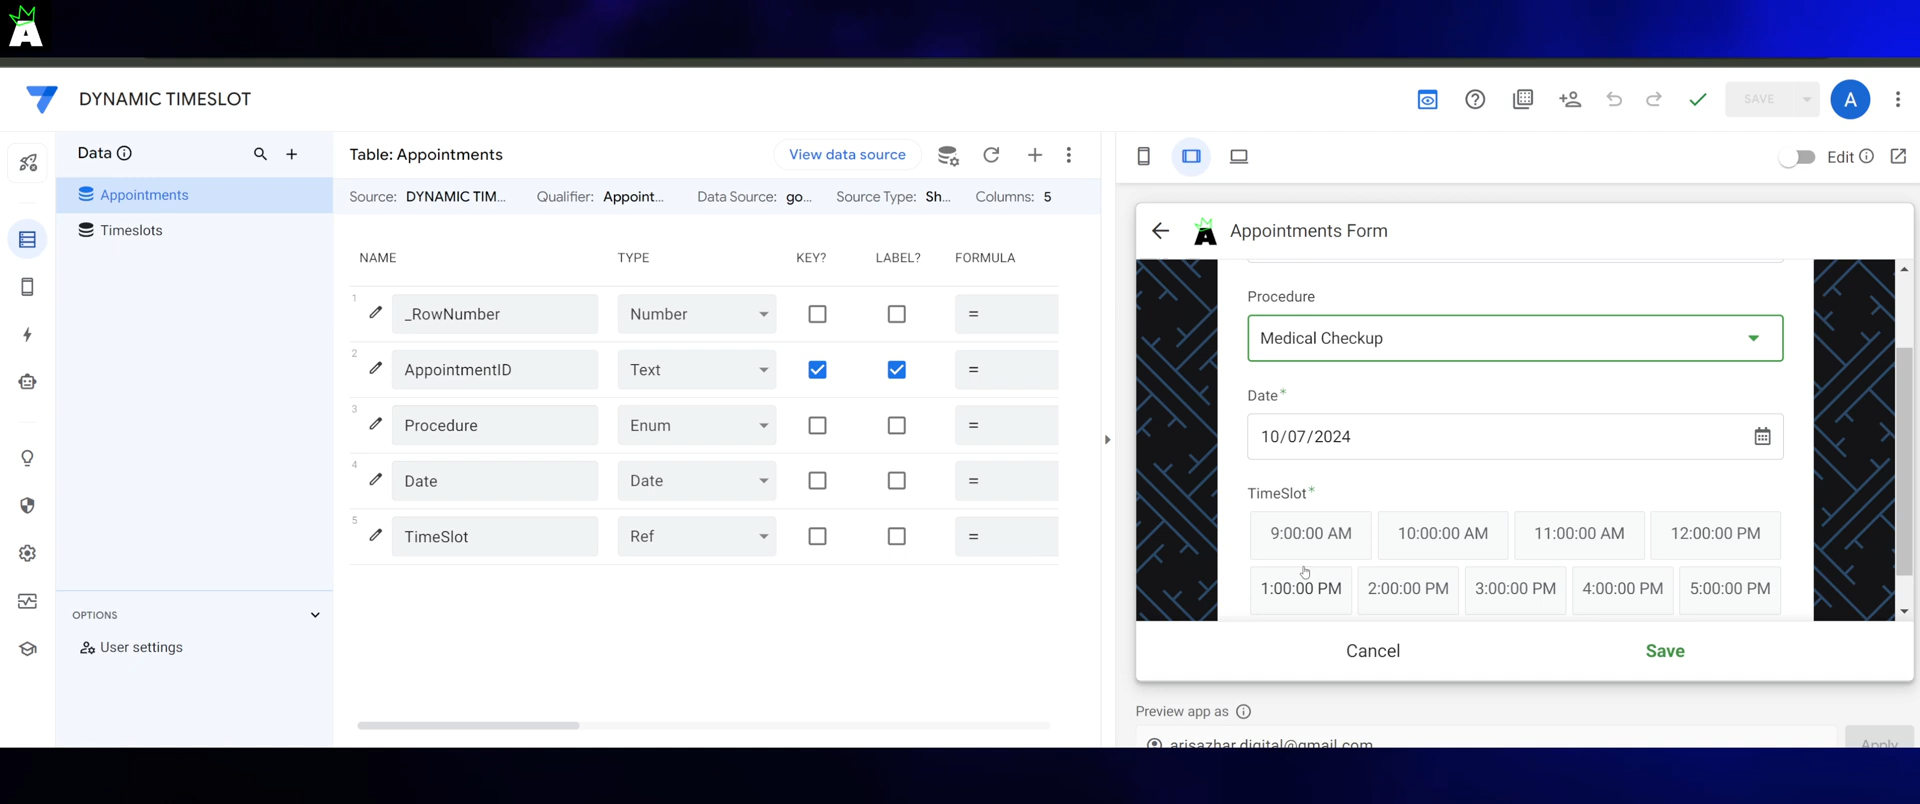 DYNAMIC TIMESLOT
SAVE
A
Data
Appointments
Timeslots
OPTIONS
User settings
Table: Appointments
View data source
Source: DYNAMIC TIM... Qualifier: Appoint... Data Source: go... Source Type: Sh... Columns: 5
NAME TYPE KEY? LABEL? FORMULA
1 _RowNumber Number =
2 AppointmentID Text =
3 Procedure Enum =
4 Date Date =
5 TimeSlot Ref =
Edit
Appointments Form
Procedure
Medical Checkup
Date*
10/07/2024
TimeSlot*
9:00:00 AM 10:00:00 AM 11:00:00 AM 12:00:00 PM
1:00:00 PM 2:00:00 PM 3:00:00 PM 4:00:00 PM 5:00:00 PM
Cancel Save
Preview app as
arisazhar.digital@gmail.com
Apply